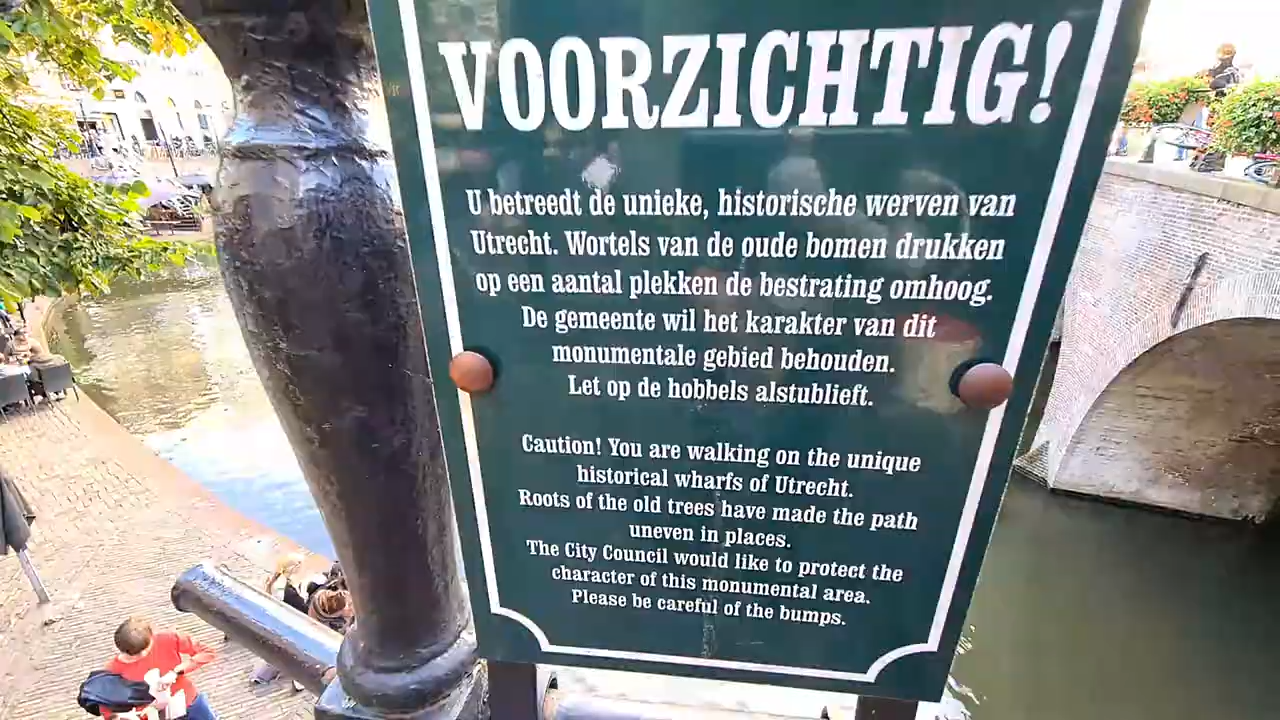 VOORZICHTIG!
U betreedt de unieke, historische werven van
Utrecht. Wortels van de oude bomen drukken
op een aantal plekken de bestrating omhoog.
De gemeente wil het karakter van dit
monumentale gebied behouden.
Let op de hobbels alstublieft.
Caution! You are walking on the unique
historical wharfs of Utrecht.
Roots of the old trees have made the path
uneven in places.
The City Council would like to protect the
character of this monumental area.
Please be careful of the bumps.